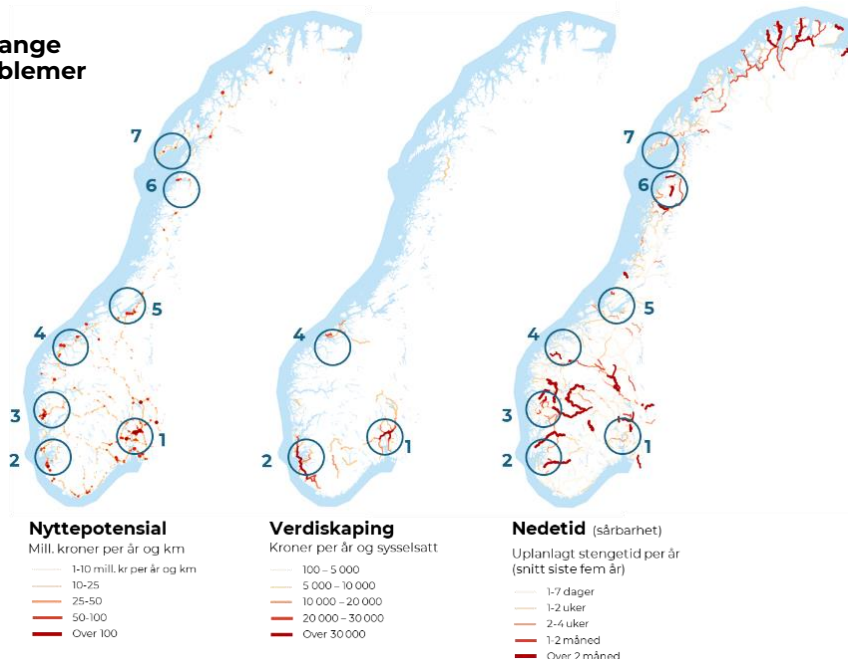 ange
blemer
7
6
5
4
3
2
1
4
2
1
7
6
5
4
3
2
1
Nyttepotensial
Mill. kroner per år og km
1-10 mill. kr per år og km
10-25
25-50
50-100
Over 100
Verdiskaping
Kroner per år og sysselsatt
100 – 5 000
5 000 – 10 000
10 000 – 20 000
20 000 – 30 000
Over 30 000
Nedetid (sårbarhet)
Uplanlagt stengetid per år
(snitt siste fem år)
1-7 dager
1-2 uker
2-4 uker
1-2 måned
Over 2 måned